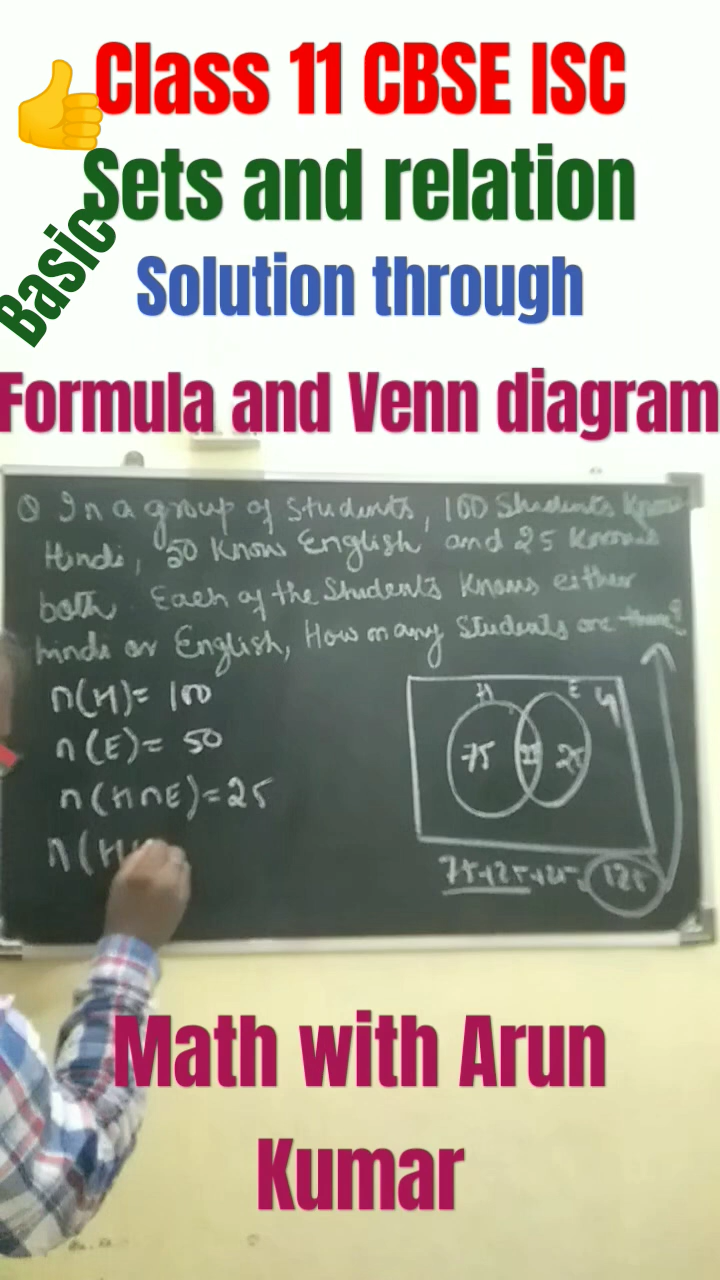 Class 11 CBSE ISC
Sets and relation
Basic
Solution through
Formula and Venn diagram
Q In a group of Students, 100 Students Know
Hindi, 50 Know English and 25 Know
both. Each of the Students Knows either
hindi or English, How many Students are there?
n(H)= 100
n(E)= 50
n(H∩E)=25
n(H
H E U
75 25 25
75+25+25= 125
Math with Arun
Kumar